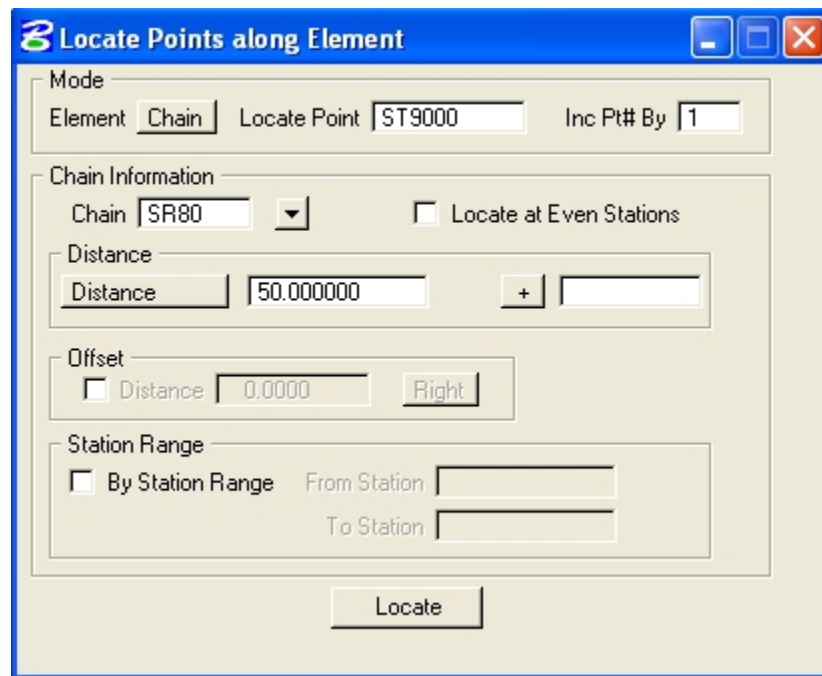 Locate Points along Element
Mode
Element Chain Locate Point ST9000 Inc Pt# By 1
Chain Information
Chain SR80 Locate at Even Stations
Distance
Distance 50.000000 +
Offset
Distance 0.0000 Right
Station Range
By Station Range From Station
To Station
Locate